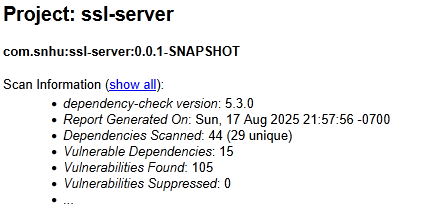 Project: ssl-server
com.snhu:ssl-server:0.0.1-SNAPSHOT
Scan Information (show all):
• dependency-check version: 5.3.0
• Report Generated On: Sun, 17 Aug 2025 21:57:56 -0700
• Dependencies Scanned: 44 (29 unique)
• Vulnerable Dependencies: 15
• Vulnerabilities Found: 105
• Vulnerabilities Suppressed: 0
• ...